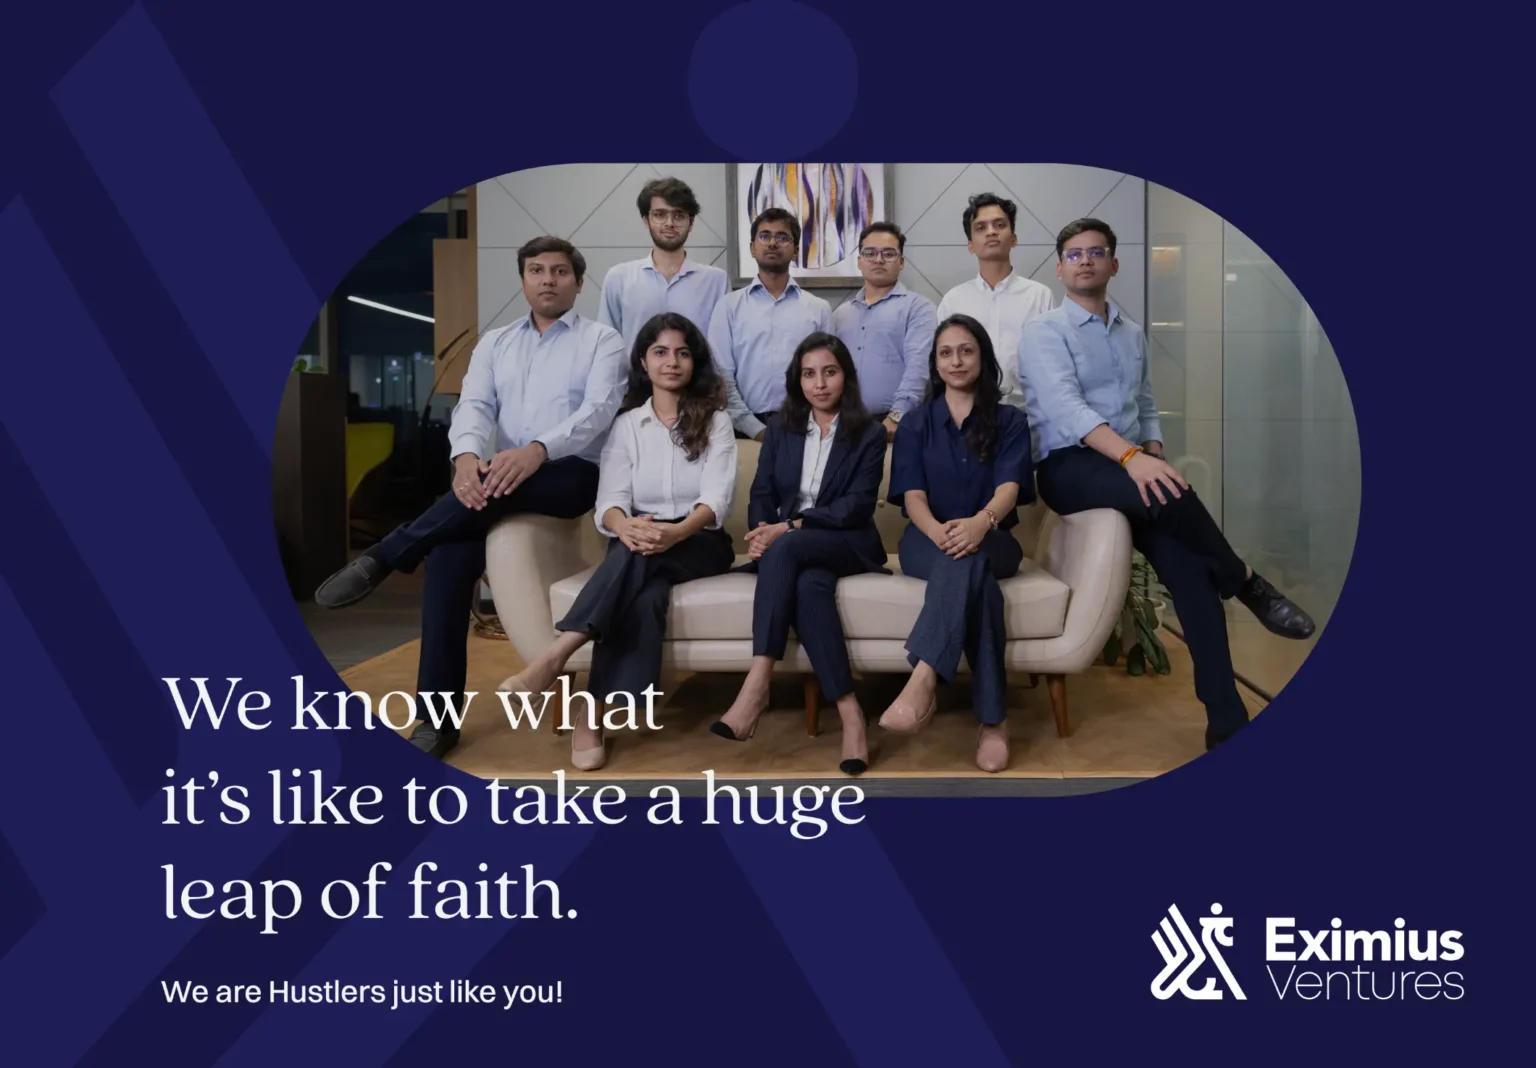 We know what
it’s like to take a huge
leap of faith.
We are Hustlers just like you!
Eximius
Ventures